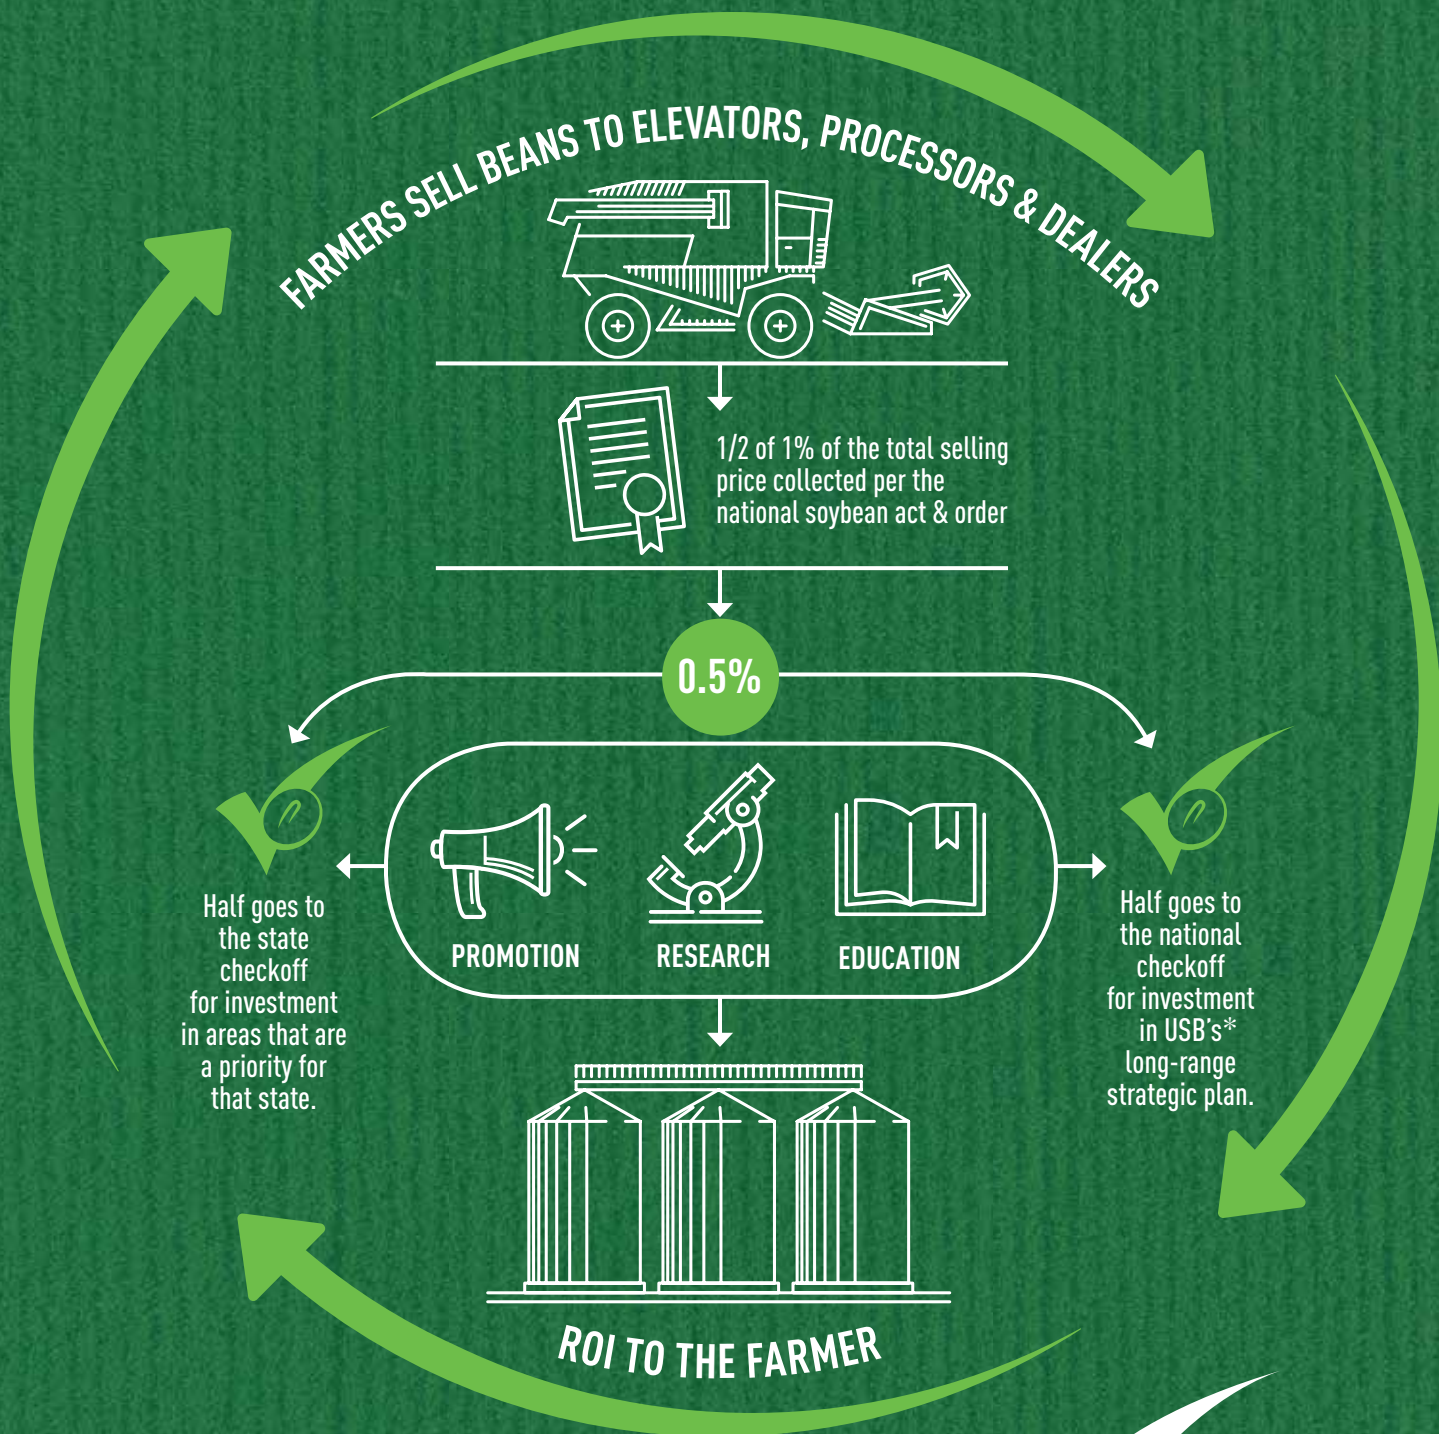 FARMERS SELL BEANS TO ELEVATORS, PROCESSORS & DEALERS
1/2 of 1% of the total selling
price collected per the
national soybean act & order
0.5%
PROMOTION
RESEARCH
EDUCATION
Half goes to
the state
checkoff
for investment
in areas that are
a priority for
that state.
Half goes to
the national
checkoff
for investment
in USB's*
long-range
strategic plan.
ROI TO THE FARMER